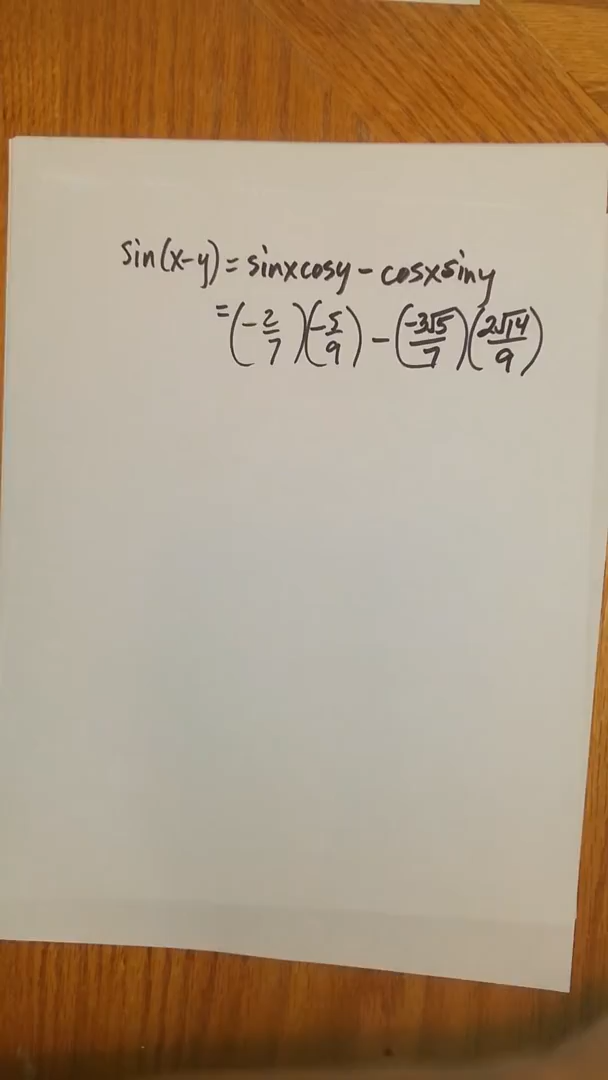 sin(x-y) = sinxcosy - cosxsiny
= (-2/7)(-5/9) - (-3√5/7)(2√14/9)